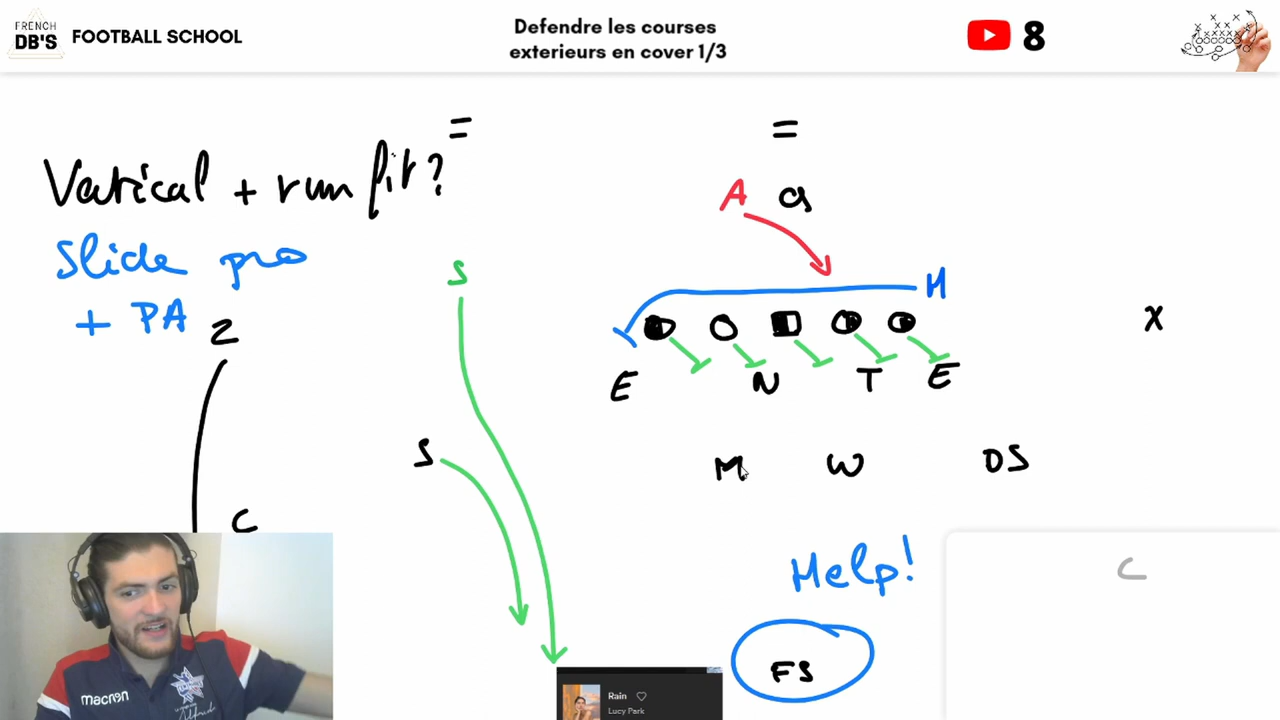 FRENCH
DB'S
FOOTBALL SCHOOL
Defendre les courses
exterieurs en cover 1/3
8
Vertical + run fit?
Slide pro
+ PA
=
=
A
a
S
H
Z
X
E
N
T
E
S
M
W
OS
C
Help!
C
FS
macron
Rain
Lucy Park